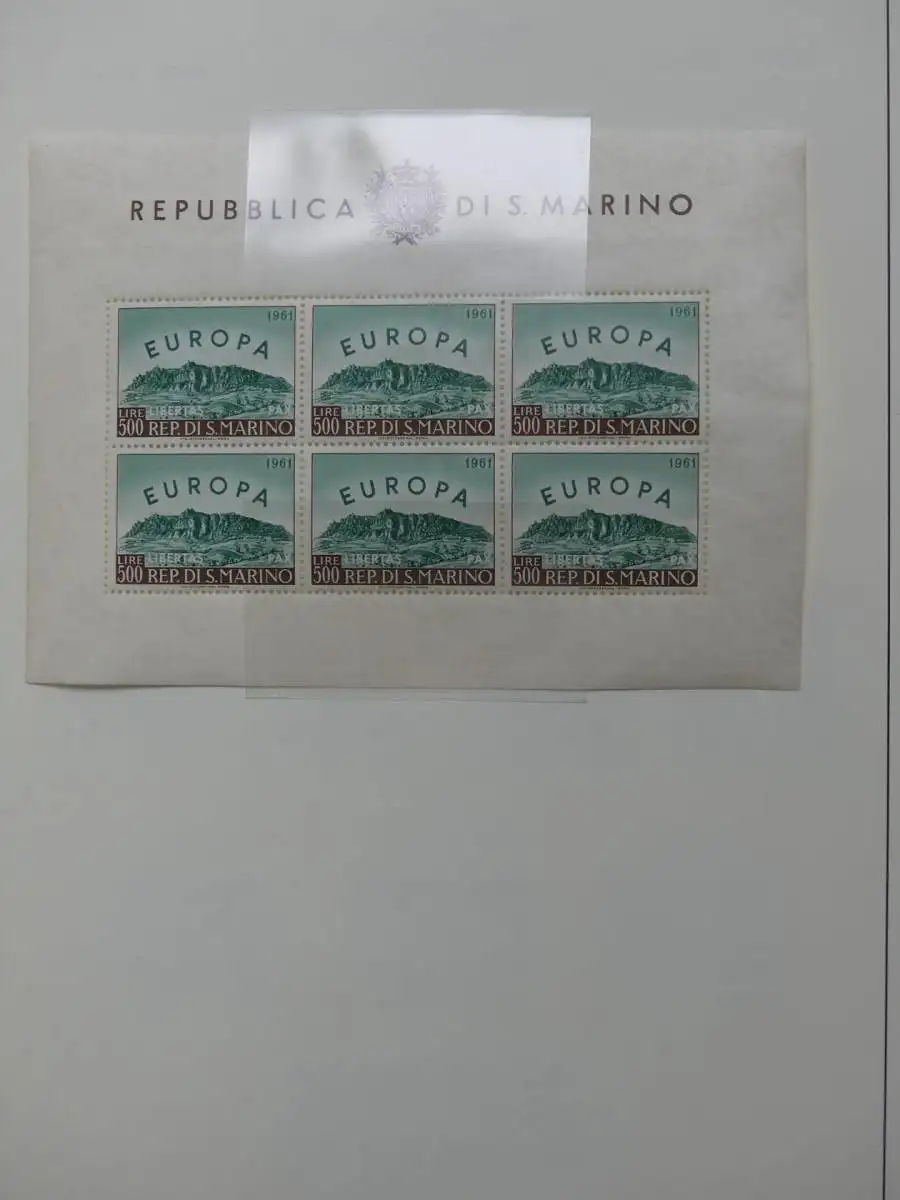 REPUBBLICA DI S. MARINO
1961
EUROPA
LIBERTAS PAX
LIRE 500 REP. DI S. MARINO
1961
EUROPA
LIBERTAS PAX
LIRE 500 REP. DI S. MARINO
1961
EUROPA
LIBERTAS PAX
LIRE 500 REP. DI S. MARINO
1961
EUROPA
LIBERTAS PAX
LIRE 500 REP. DI S. MARINO
1961
EUROPA
LIBERTAS PAX
LIRE 500 REP. DI S. MARINO
1961
EUROPA
LIBERTAS PAX
LIRE 500 REP. DI S. MARINO